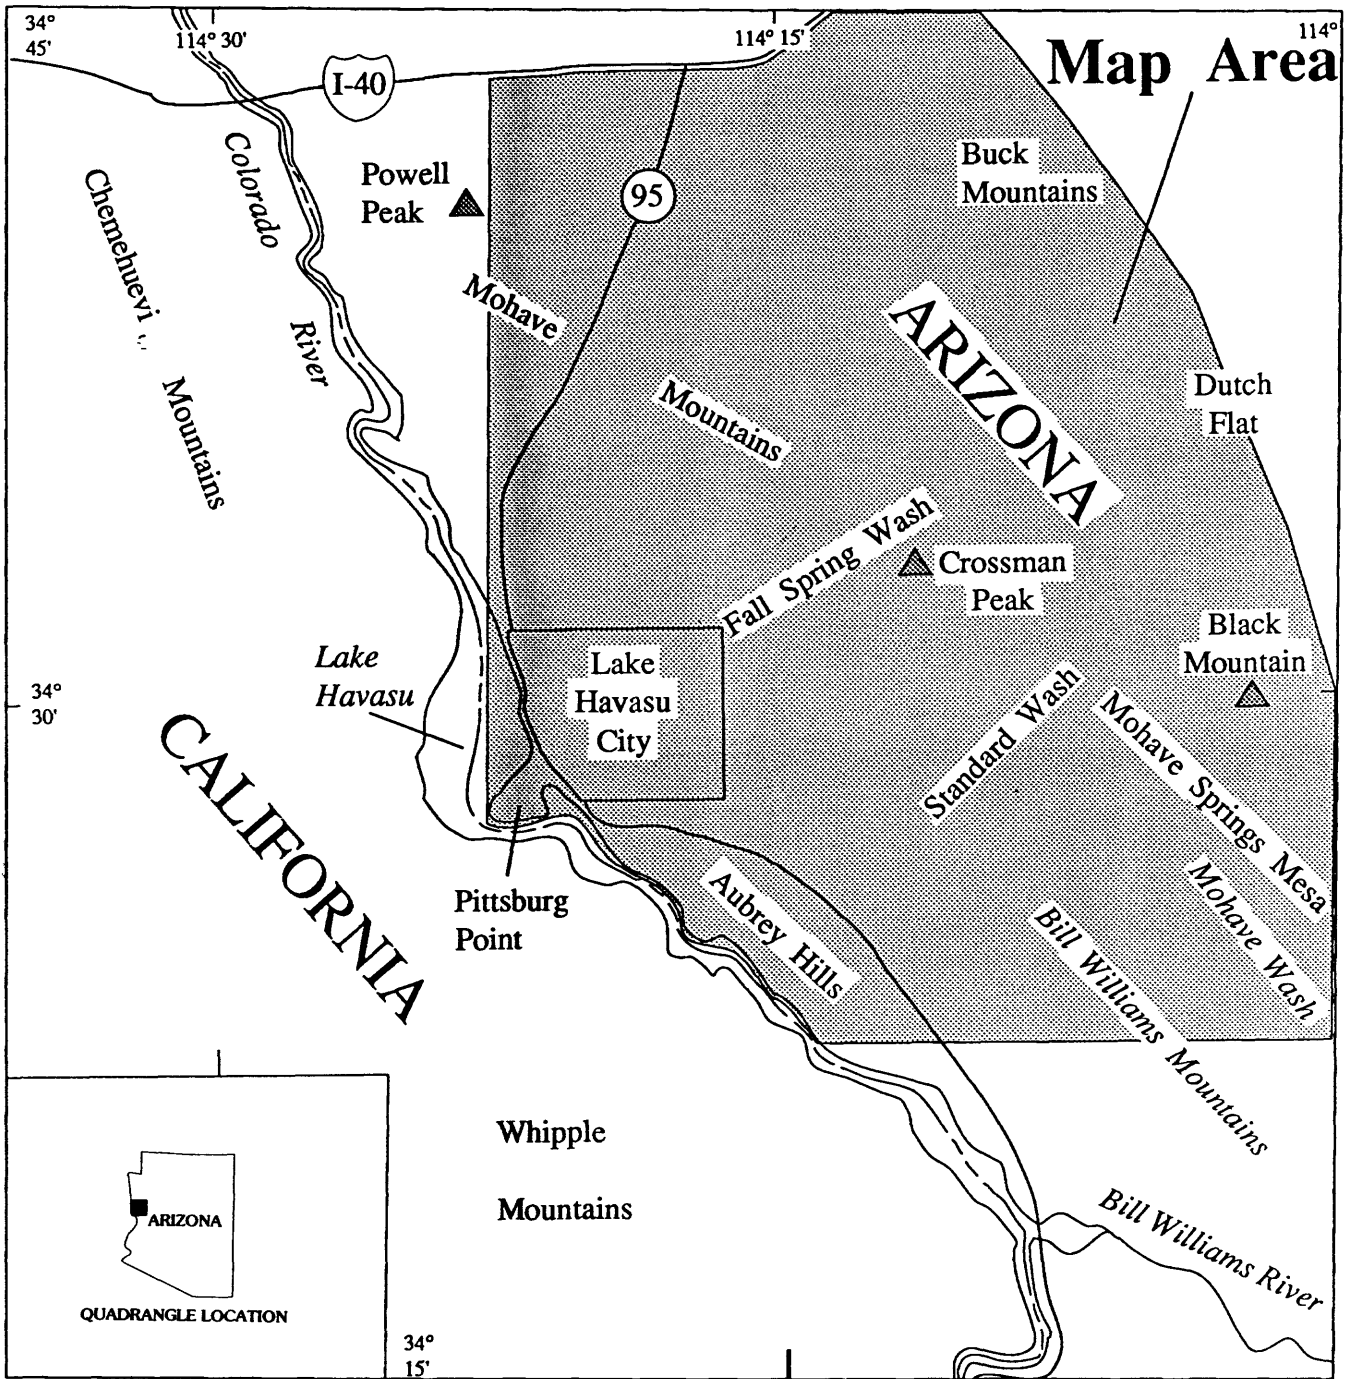 34°
45'
114° 30'
114° 15'
114°
Map Area
I-40
Colorado
River
Powell
Peak
95
Buck
Mountains
Chemehuevi
Mountains
Mohave
Mountains
ARIZONA
Dutch
Flat
Fall Spring Wash
Crossman
Peak
Black
Mountain
Lake
Havasu
Lake
Havasu
City
34°
30'
CALIFORNIA
Standard Wash
Mohave Springs Mesa
Mohave Wash
Pittsburg
Point
Aubrey Hills
Bill Williams Mountains
Whipple
Mountains
ARIZONA
QUADRANGLE LOCATION
Bill Williams River
34°
15'